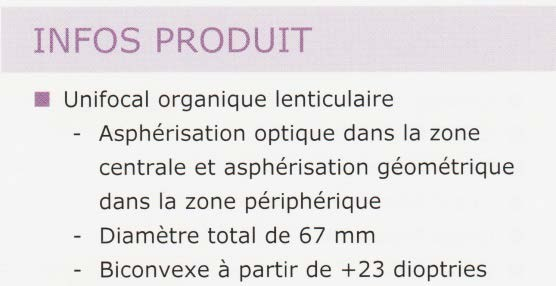 INFOS PRODUIT
■ Unifocal organique lenticulaire
- Asphérisation optique dans la zone
centrale et asphérisation géométrique
dans la zone périphérique
- Diamètre total de 67 mm
- Biconvexe à partir de +23 dioptries